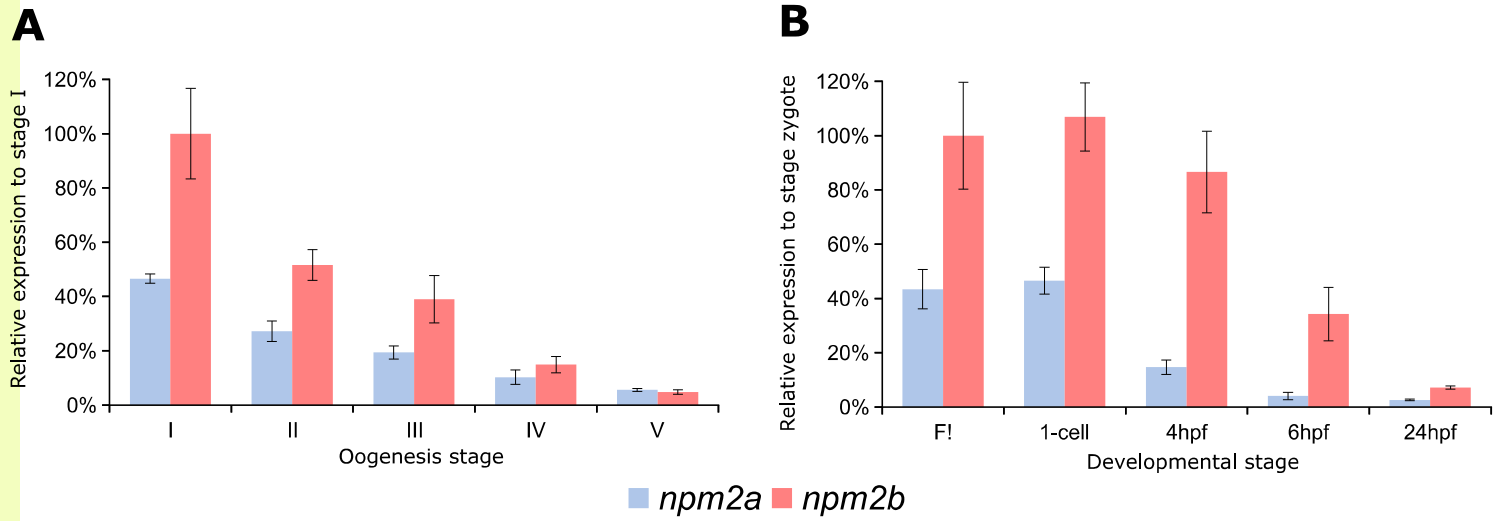 A
Relative expression to stage I
120%
100%
80%
60%
40%
20%
0%
I
II
III
IV
V
Oogenesis stage
B
Relative expression to stage zygote
120%
100%
80%
60%
40%
20%
0%
F!
1-cell
4hpf
6hpf
24hpf
Developmental stage
npm2a npm2b